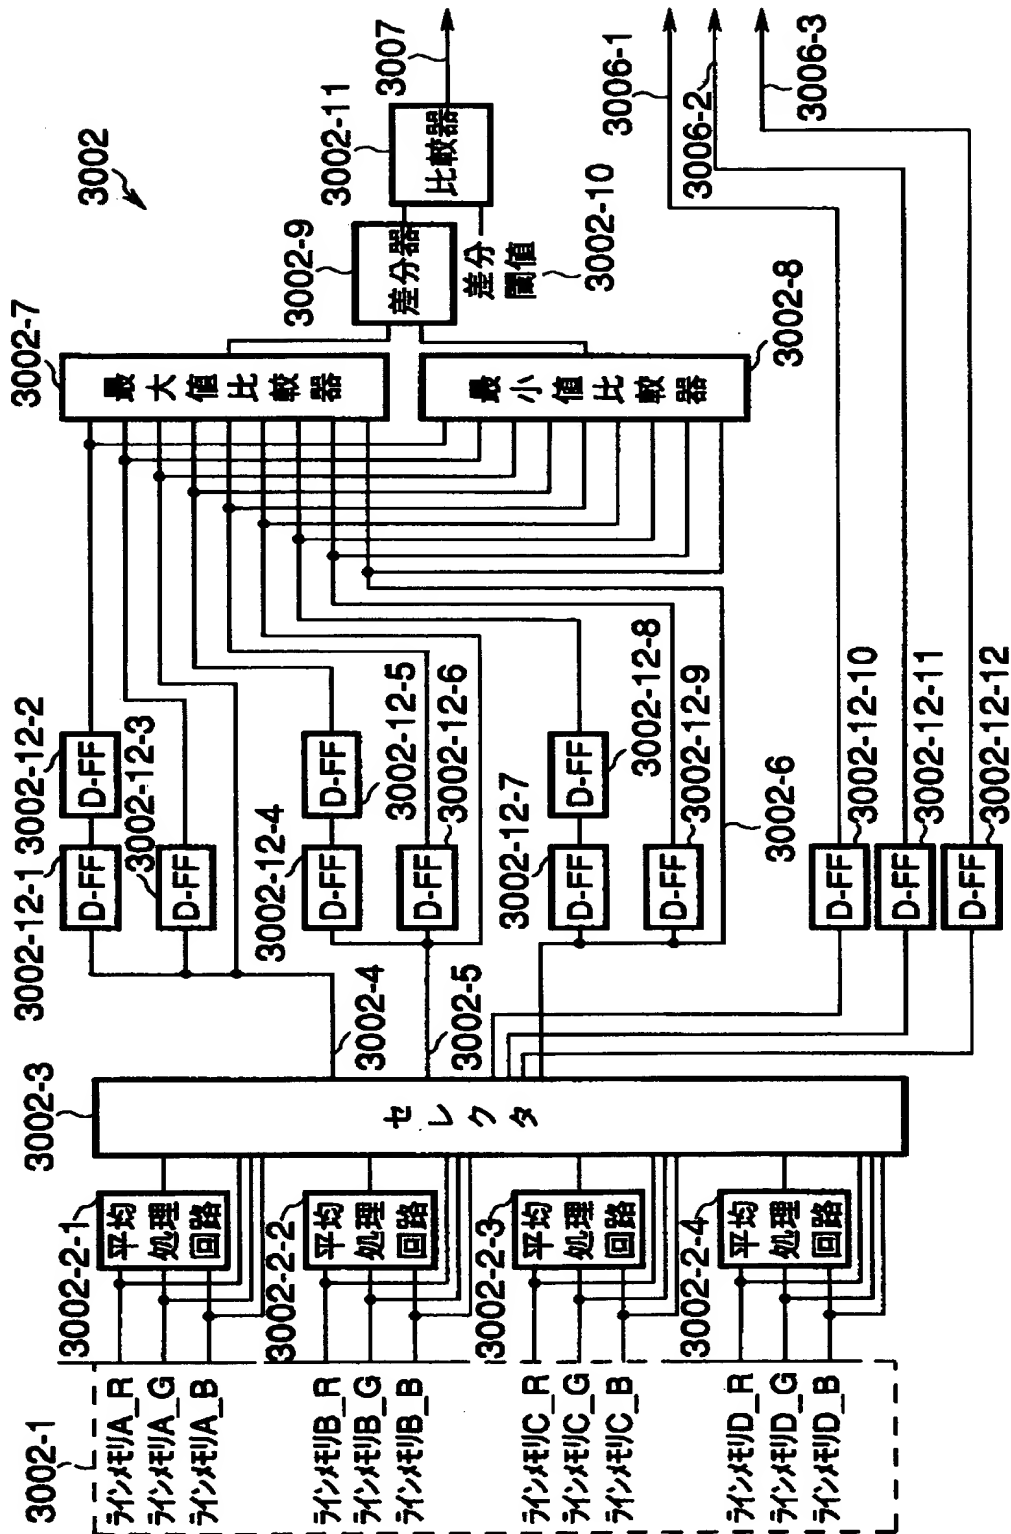 3002
3002-1
ラインメモリA_R
ラインメモリA_G
ラインメモリA_B
ラインメモリB_R
ラインメモリB_G
ラインメモリB_B
ラインメモリC_R
ラインメモリC_G
ラインメモリC_B
ラインメモリD_R
ラインメモリD_G
ラインメモリD_B
3002-2-1
平均
処理
回路
3002-2-2
平均
処理
回路
3002-2-3
平均
処理
回路
3002-2-4
平均
処理
回路
3002-3
セレクタ
3002-4
3002-5
3002-6
3002-12-1
D-FF
3002-12-2
D-FF
3002-12-3
D-FF
3002-12-4
D-FF
3002-12-5
D-FF
3002-12-6
D-FF
3002-12-7
D-FF
3002-12-8
D-FF
3002-12-9
D-FF
3002-12-10
D-FF
3002-12-11
D-FF
3002-12-12
D-FF
3002-7
最大値比較器
3002-8
最小値比較器
3002-9
差分器
差分
閾値
3002-10
3002-11
比較器
3007
3006-1
3006-2
3006-3